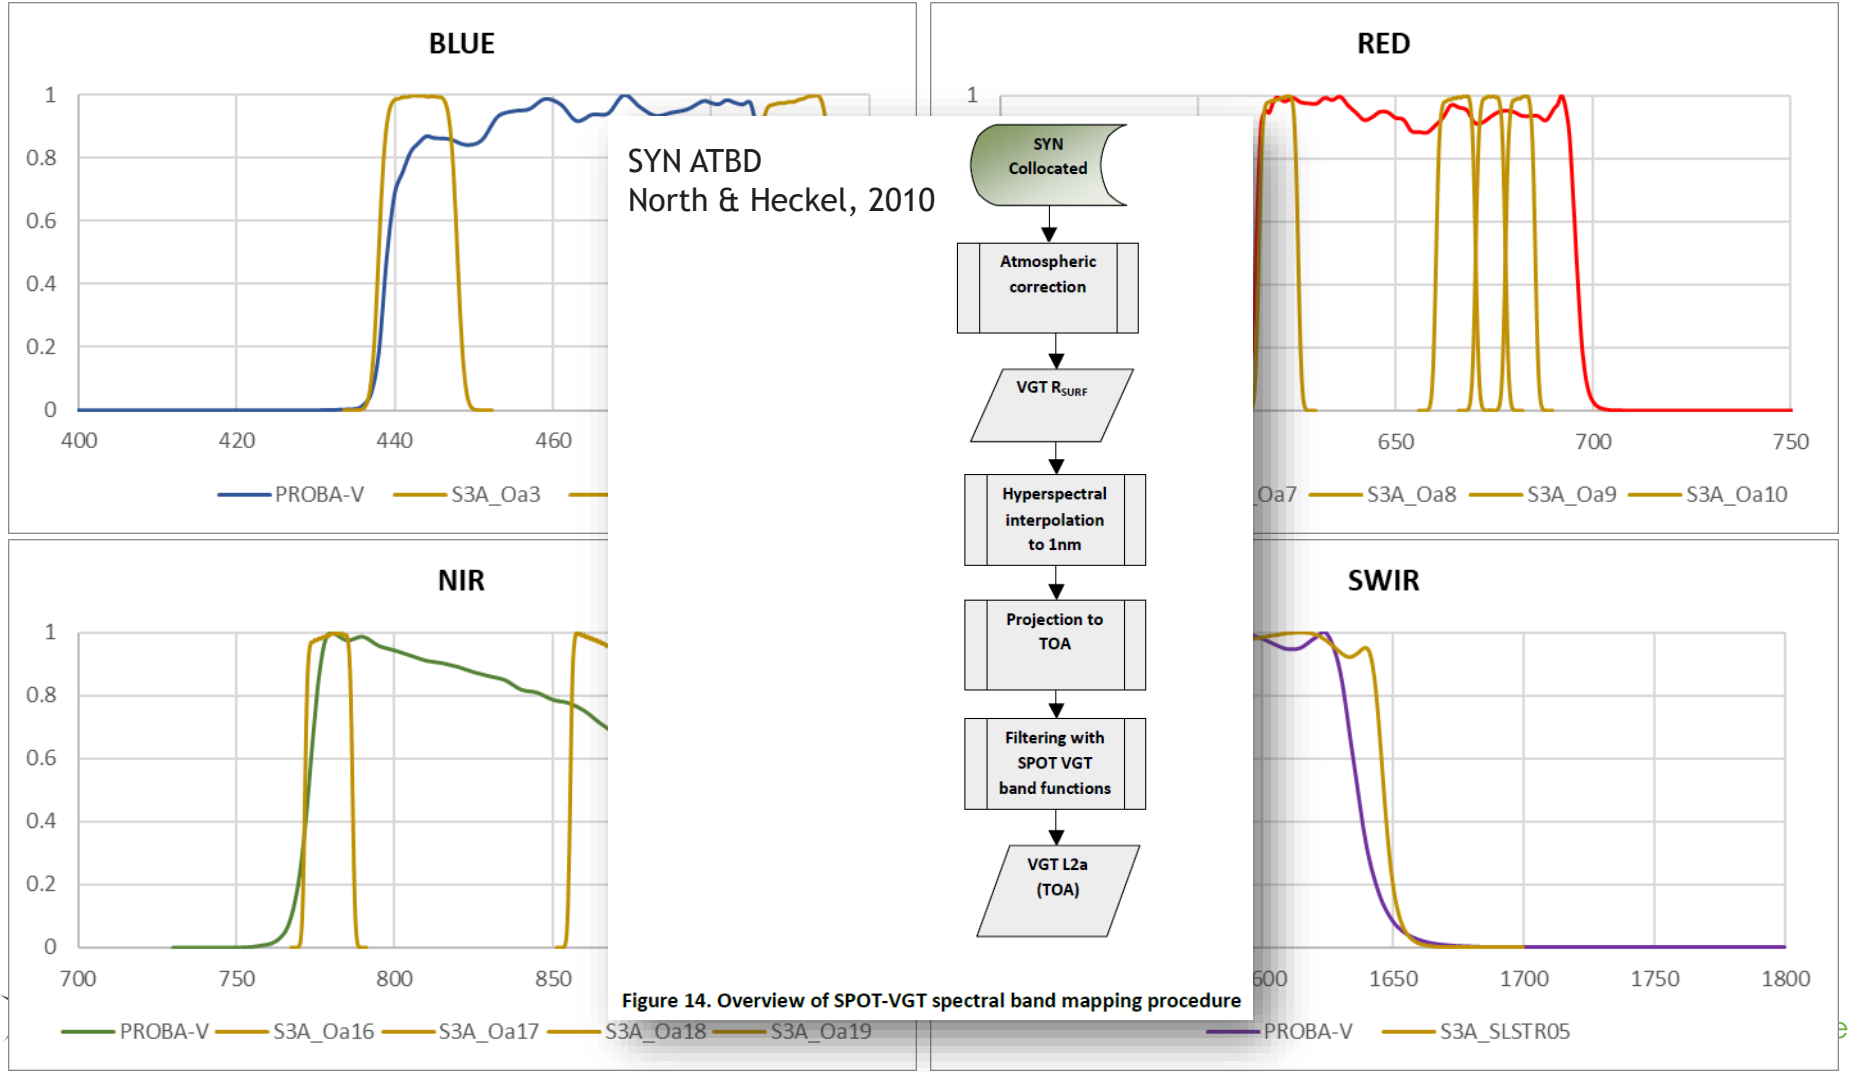 BLUE
1
0.8
0.6
0.4
0.2
0
400
420
440
460
PROBA-V
S3A_Oa3
RED
1
650
700
750
_Oa7
S3A_Oa8
S3A_Oa9
S3A_Oa10
SYN ATBD
North & Heckel, 2010
SYN
Collocated
Atmospheric
correction
VGT RSURF
Hyperspectral
interpolation
to 1nm
Projection to
TOA
Filtering with
SPOT VGT
band functions
VGT L2a
(TOA)
Figure 14. Overview of SPOT-VGT spectral band mapping procedure
NIR
1
0.8
0.6
0.4
0.2
0
700
750
800
850
PROBA-V
S3A_Oa16
S3A_Oa17
S3A_Oa18
S3A_Oa19
SWIR
600
1650
1700
1750
1800
PROBA-V
S3A_SLSTR05
e